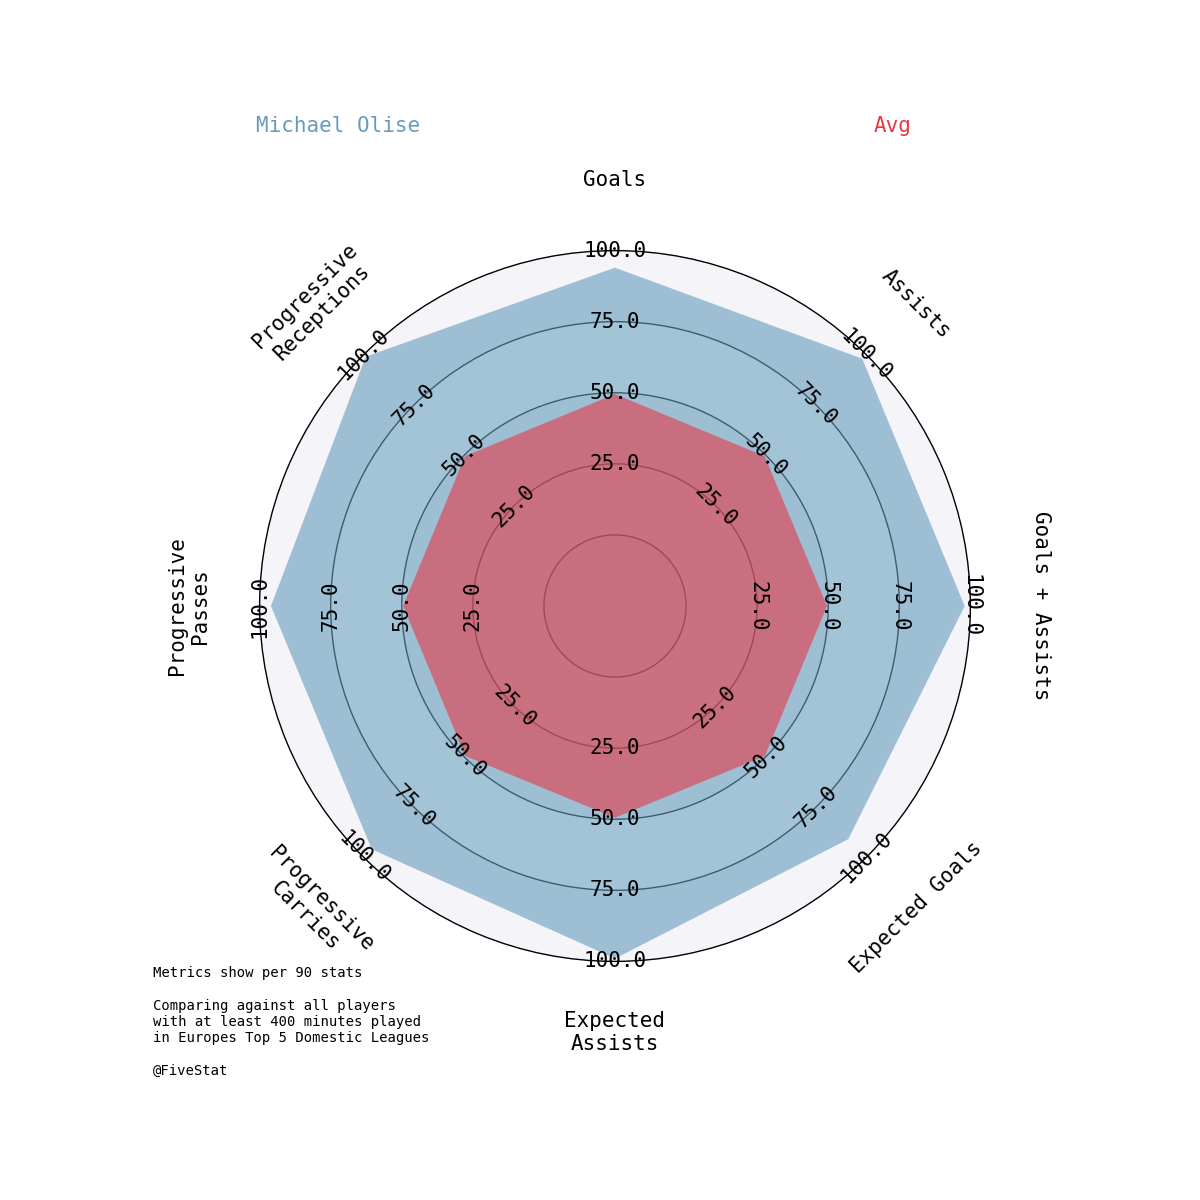 Michael Olise
Avg
Goals
Assists
Goals + Assists
Expected Goals
Expected
Assists
Progressive
Carries
Progressive
Passes
Progressive
Receptions
100.0
75.0
50.0
25.0
100.0
75.0
50.0
25.0
100.0
75.0
50.0
25.0
100.0
75.0
50.0
25.0
100.0
75.0
50.0
25.0
100.0
75.0
50.0
25.0
100.0
75.0
50.0
25.0
100.0
75.0
50.0
25.0
Metrics show per 90 stats
Comparing against all players
with at least 400 minutes played
in Europes Top 5 Domestic Leagues
@FiveStat